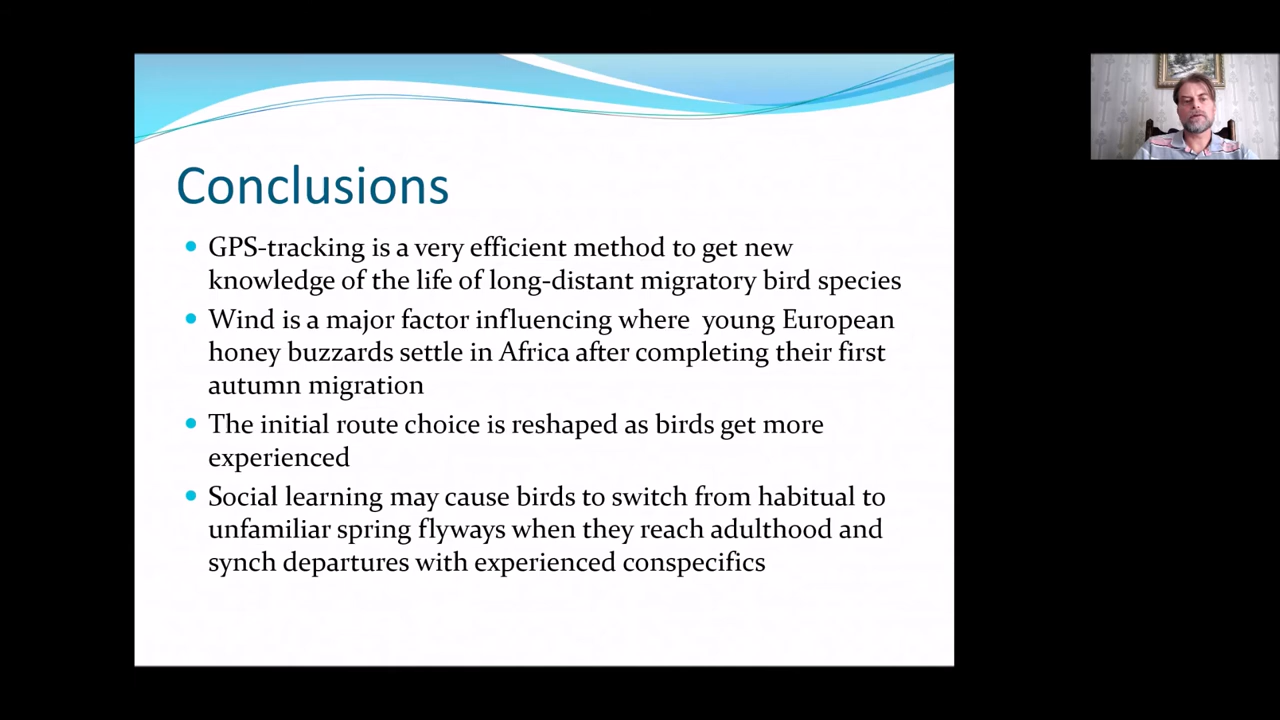 Conclusions
GPS-tracking is a very efficient method to get new
knowledge of the life of long-distant migratory bird species
Wind is a major factor influencing where  young European
honey buzzards settle in Africa after completing their first
autumn migration
The initial route choice is reshaped as birds get more
experienced
Social learning may cause birds to switch from habitual to
unfamiliar spring flyways when they reach adulthood and
synch departures with experienced conspecifics